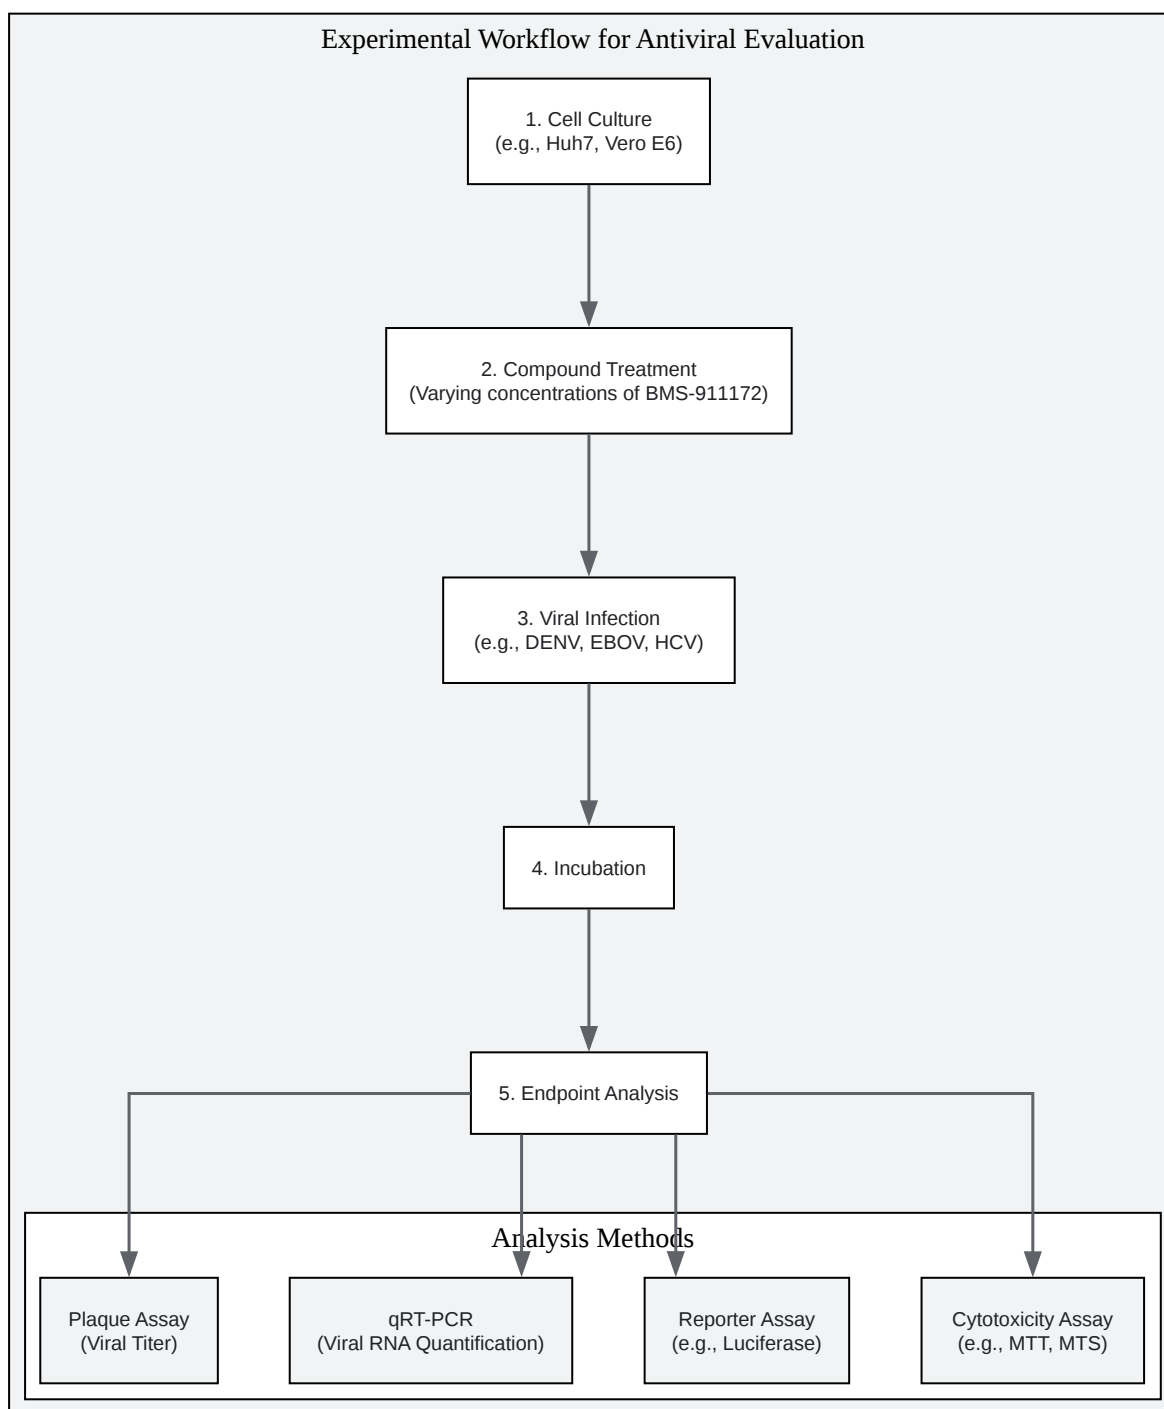 Experimental Workflow for Antiviral Evaluation
1. Cell Culture
(e.g., Huh7, Vero E6)
2. Compound Treatment
(Varying concentrations of BMS-911172)
3. Viral Infection
(e.g., DENV, EBOV, HCV)
4. Incubation
5. Endpoint Analysis
Analysis Methods
Plaque Assay
(Viral Titer)
qRT-PCR
(Viral RNA Quantification)
Reporter Assay
(e.g., Luciferase)
Cytotoxicity Assay
(e.g., MTT, MTS)